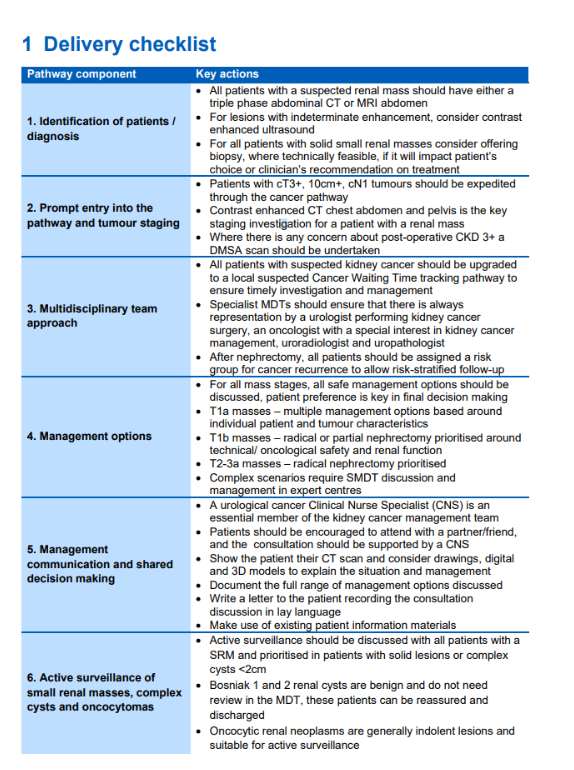 1 Delivery checklist
Pathway component
Key actions
1. Identification of patients /
diagnosis
• All patients with a suspected renal mass should have either a
triple phase abdominal CT or MRI abdomen
• For lesions with indeterminate enhancement, consider contrast
enhanced ultrasound
• For all patients with solid small renal masses consider offering
biopsy, where technically feasible, if it will impact patient's
choice or clinician's recommendation on treatment
2. Prompt entry into the
pathway and tumour staging
• Patients with cT3+, 10cm+, cN1 tumours should be expedited
through the cancer pathway
• Contrast enhanced CT chest abdomen and pelvis is the key
staging investigation for a patient with a renal mass
• Where there is any concern about post-operative CKD 3+ a
DMSA scan should be undertaken
3. Multidisciplinary team
approach
• All patients with suspected kidney cancer should be upgraded
to a local suspected Cancer Waiting Time tracking pathway to
ensure timely investigation and management
• Specialist MDTs should ensure that there is always
representation by a urologist performing kidney cancer
surgery, an oncologist with a special interest in kidney cancer
management, uroradiologist and uropathologist
• After nephrectomy, all patients should be assigned a risk
group for cancer recurrence to allow risk-stratified follow-up
4. Management options
• For all mass stages, all safe management options should be
discussed, patient preference is key in final decision making
• T1a masses – multiple management options based around
individual patient and tumour characteristics
• T1b masses – radical or partial nephrectomy prioritised around
technical/ oncological safety and renal function
• T2-3a masses – radical nephrectomy prioritised
• Complex scenarios require SMDT discussion and
management in expert centres
5. Management
communication and shared
decision making
• A urological cancer Clinical Nurse Specialist (CNS) is an
essential member of the kidney cancer management team
• Patients should be encouraged to attend with a partner/friend,
and the consultation should be supported by a CNS
• Show the patient their CT scan and consider drawings, digital
and 3D models to explain the situation and management
• Document the full range of management options discussed
• Write a letter to the patient recording the consultation
discussion in lay language
• Make use of existing patient information materials
6. Active surveillance of
small renal masses, complex
cysts and oncocytomas
• Active surveillance should be discussed with all patients with a
SRM and prioritised in patients with solid lesions or complex
cysts <2cm
• Bosniak 1 and 2 renal cysts are benign and do not need
review in the MDT, these patients can be reassured and
discharged
• Oncocytic renal neoplasms are generally indolent lesions and
suitable for active surveillance